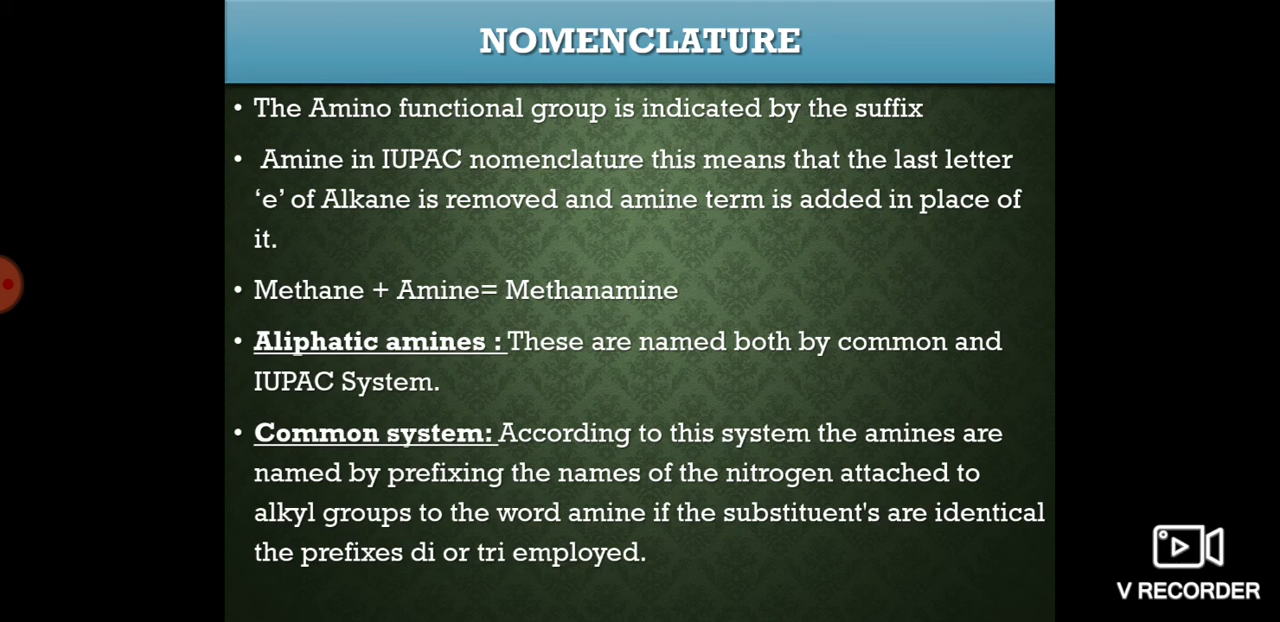 NOMENCLATURE
• The Amino functional group is indicated by the suffix
• Amine in IUPAC nomenclature this means that the last letter
‘e’ of Alkane is removed and amine term is added in place of
it.
• Methane + Amine= Methanamine
• Aliphatic amines : These are named both by common and
IUPAC System.
• Common system: According to this system the amines are
named by prefixing the names of the nitrogen attached to
alkyl groups to the word amine if the substituent's are identical
the prefixes di or tri employed.
V RECORDER